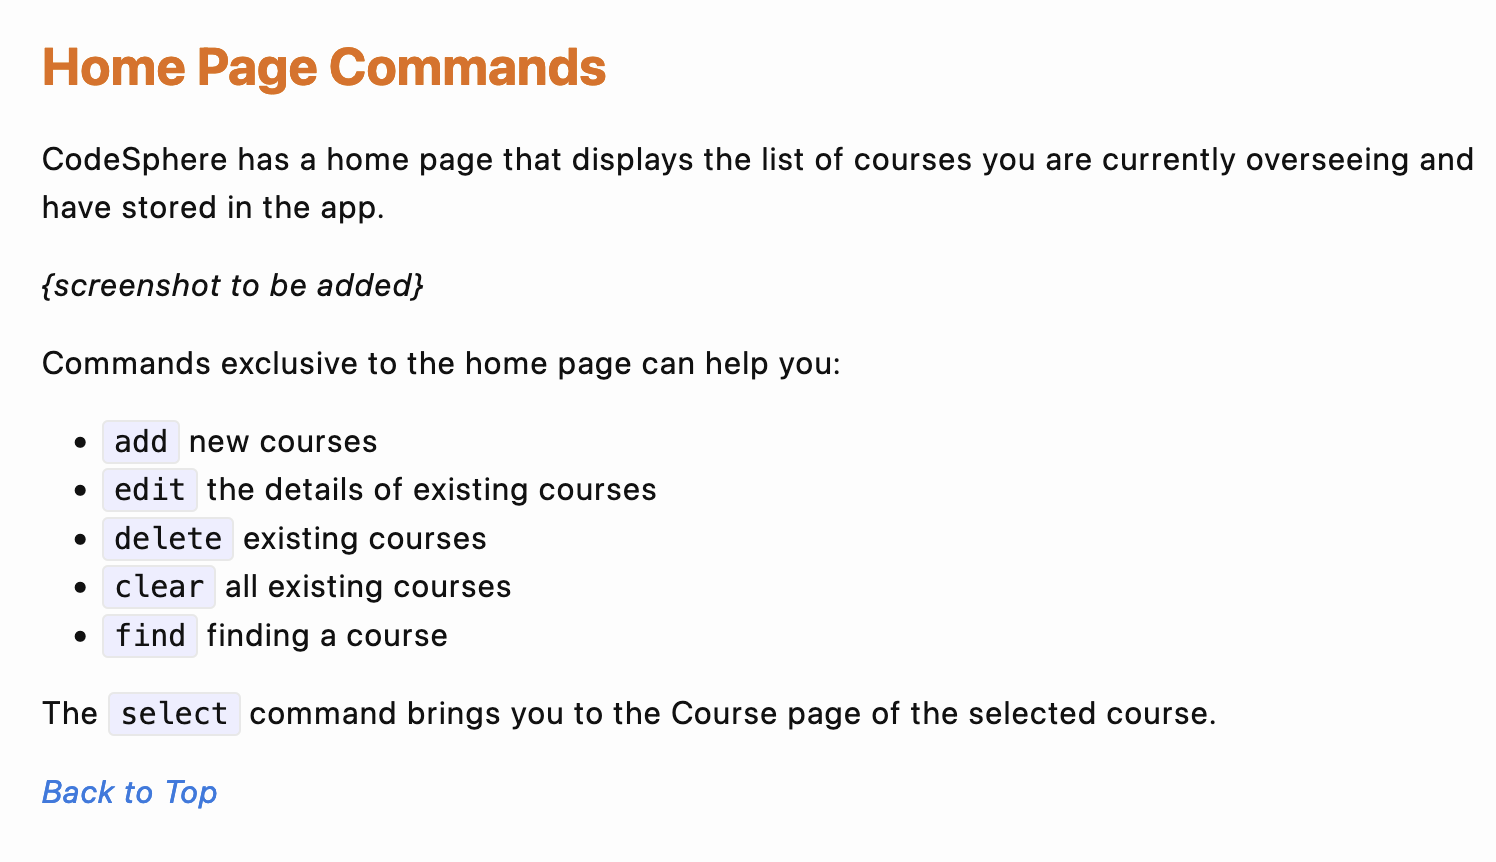 Home Page Commands
CodeSphere has a home page that displays the list of courses you are currently overseeing and
have stored in the app.
{screenshot to be added}
Commands exclusive to the home page can help you:
• add new courses
• edit the details of existing courses
• delete existing courses
• clear all existing courses
• find finding a course
The select command brings you to the Course page of the selected course.
Back to Top